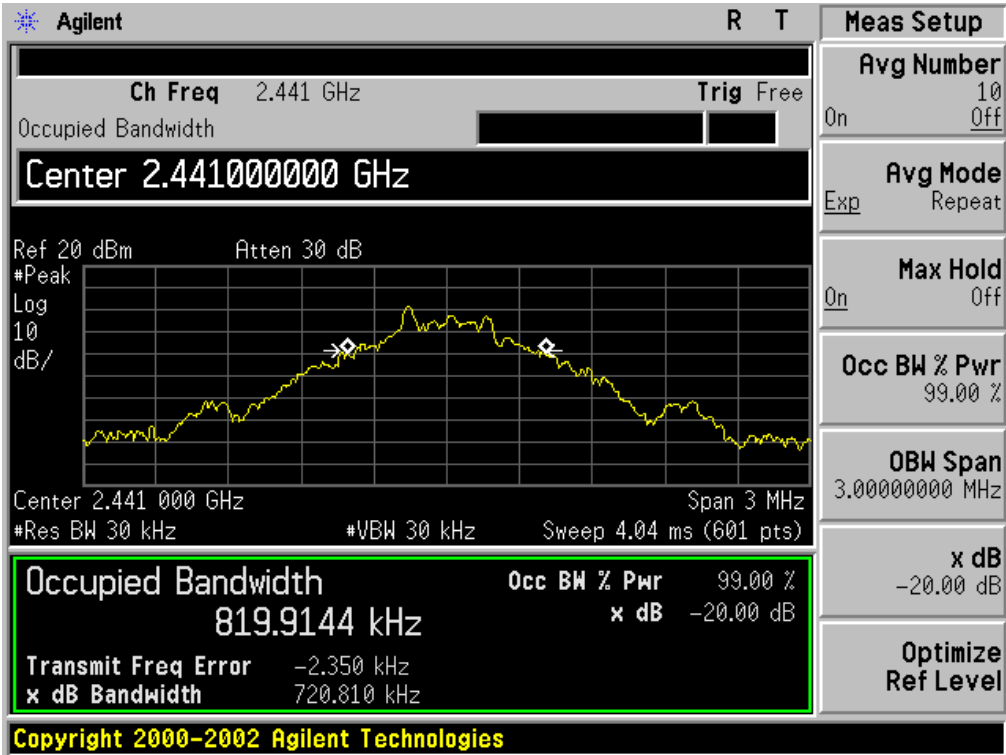 Agilent R T
Ch Freq 2.441 GHz Trig Free
Occupied Bandwidth
Center 2.441000000 GHz
Ref 20 dBm Atten 30 dB
#Peak
Log
10
dB/
Center 2.441 000 GHz Span 3 MHz
#Res BW 30 kHz #VBW 30 kHz Sweep 4.04 ms (601 pts)
Occupied Bandwidth Occ BW % Pwr 99.00 %
819.9144 kHz x dB -20.00 dB
Transmit Freq Error -2.350 kHz
x dB Bandwidth 720.810 kHz
Copyright 2000-2002 Agilent Technologies
Meas Setup
Avg Number
10
On Off
Avg Mode
Exp Repeat
Max Hold
On Off
Occ BW % Pwr
99.00 %
OBW Span
3.00000000 MHz
x dB
-20.00 dB
Optimize
Ref Level